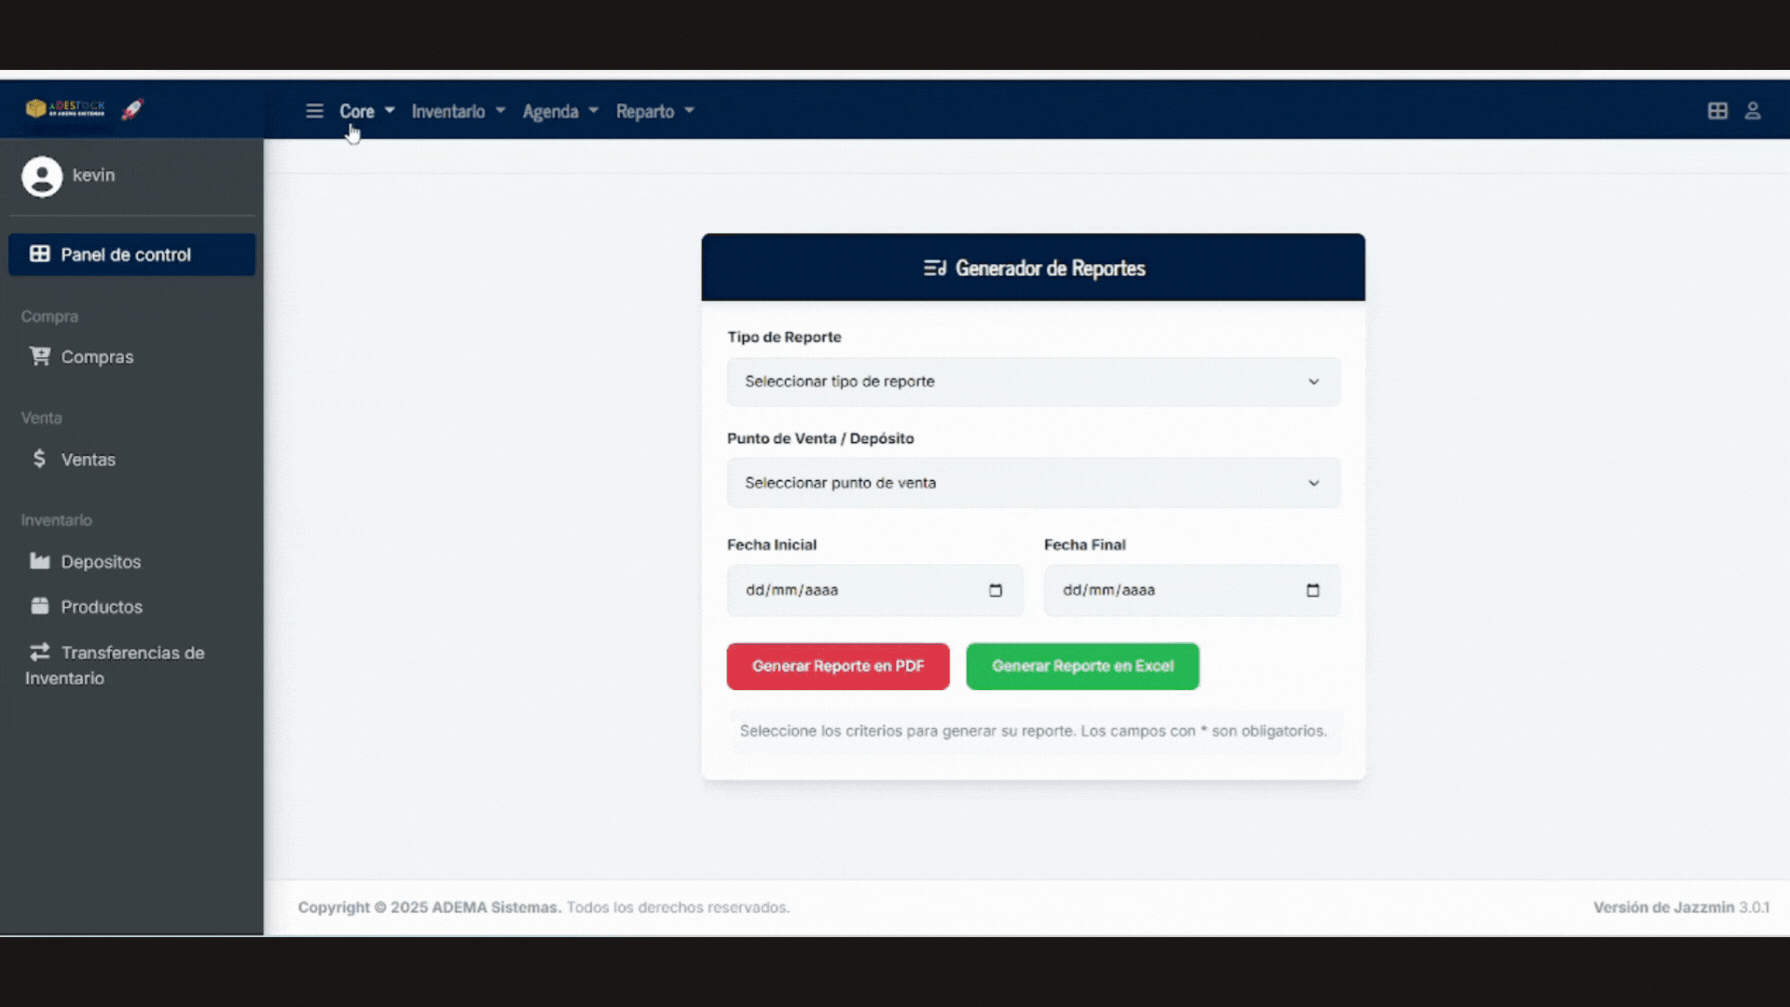 ADESTOCK
BY ADEMA SISTEMAS
Core
Inventario
Agenda
Reparto
kevin
Panel de control
Compra
Compras
Venta
Ventas
Inventario
Depositos
Productos
Transferencias de
Inventario
Generador de Reportes
Tipo de Reporte
Seleccionar tipo de reporte
Punto de Venta / Depósito
Seleccionar punto de venta
Fecha Inicial
Fecha Final
dd/mm/aaaa
dd/mm/aaaa
Generar Reporte en PDF
Generar Reporte en Excel
Seleccione los criterios para generar su reporte. Los campos con * son obligatorios.
Copyright © 2025 ADEMA Sistemas. Todos los derechos reservados.
Versión de Jazzmin 3.0.1